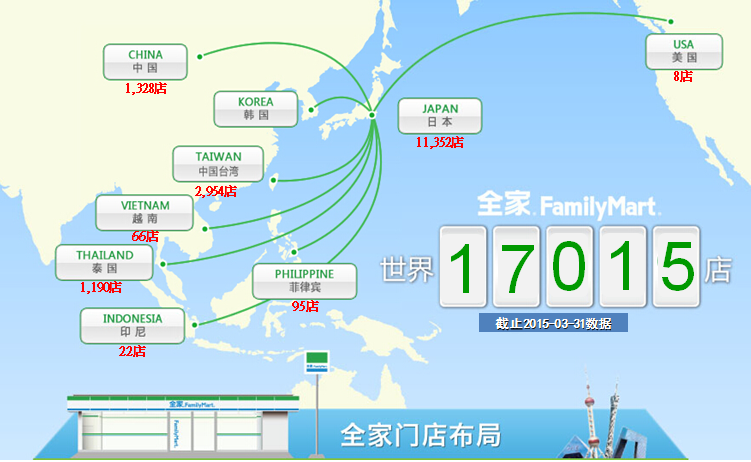 CHINA
中国
1,328店
USA
美国
8店
KOREA
韩国
JAPAN
日本
11,352店
TAIWAN
中国台湾
2,954店
VIETNAM
越南
66店
全家 FamilyMart
THAILAND
泰国
1,190店
PHILIPPINE
菲律宾
95店
世界 17015 店
INDONESIA
印尼
22店
截止2015-03-31数据
全家 FamilyMart
FamilyMart
全家门店布局